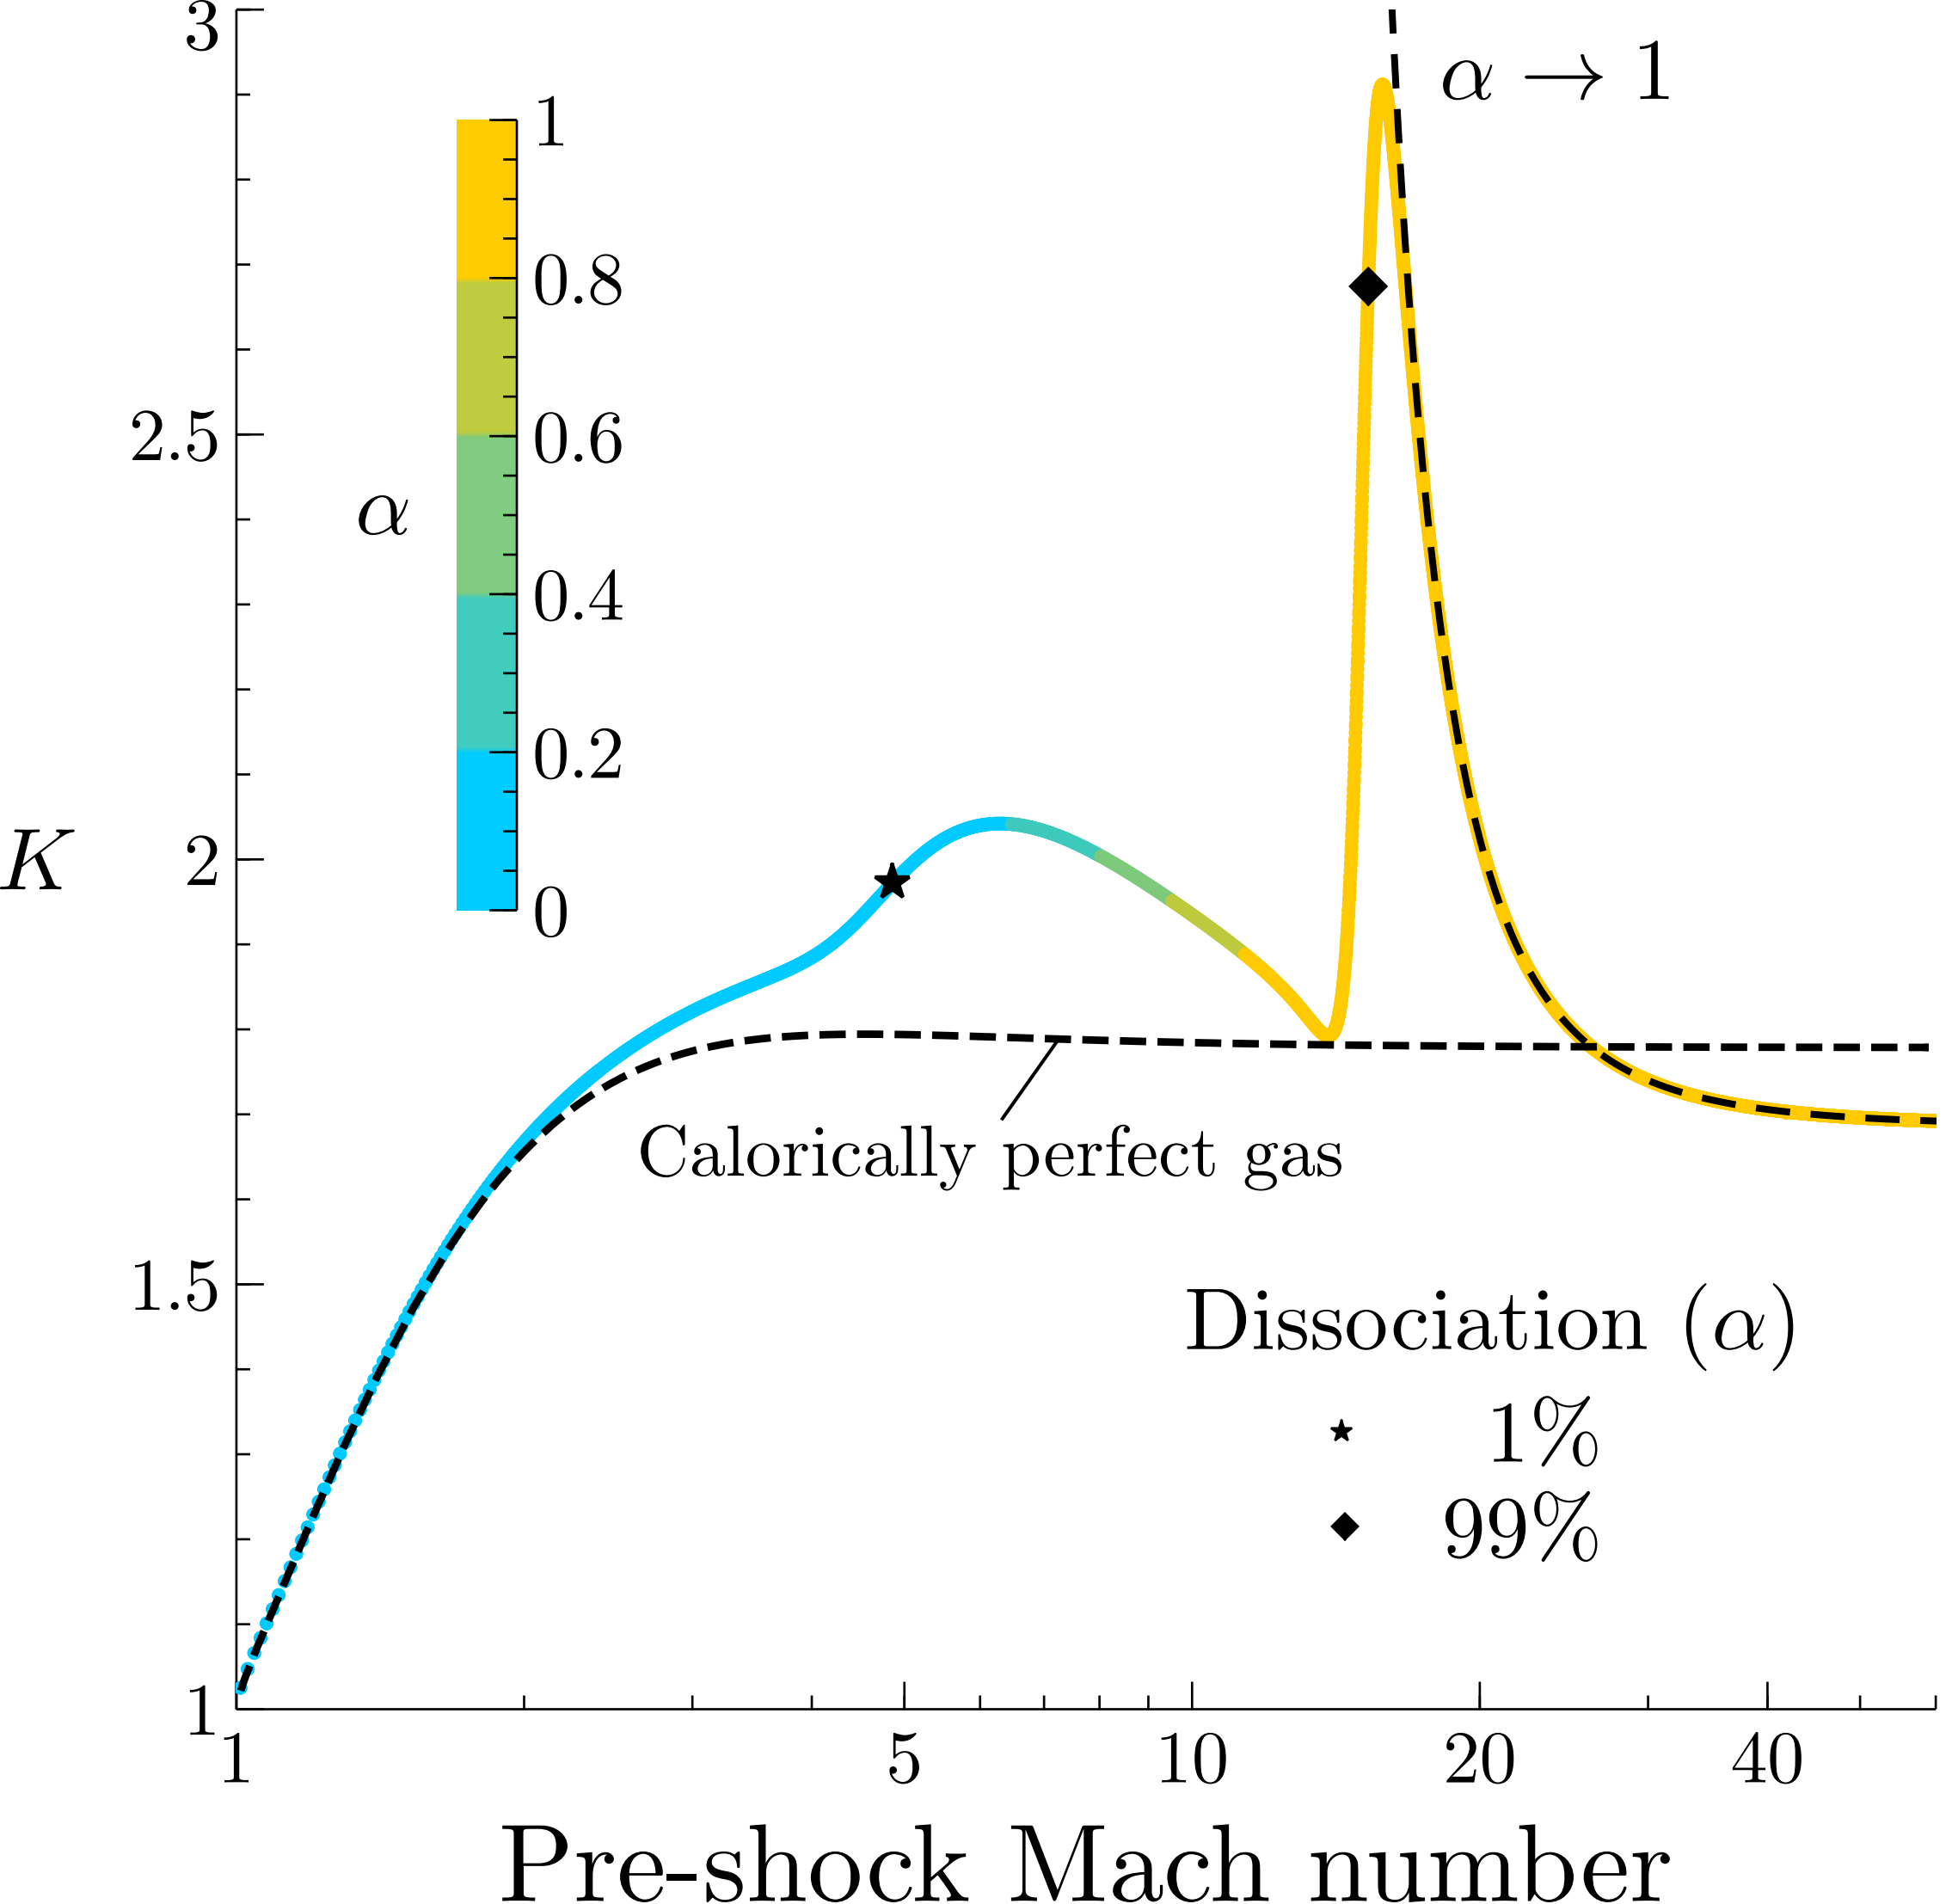 3
α → 1
1
0.8
2.5
0.6
α
0.4
0.2
K
2
0
Calorically perfect gas
1.5
Dissociation (α)
★ 1%
◆ 99%
1
1 5 10 20 40
Pre-shock Mach number